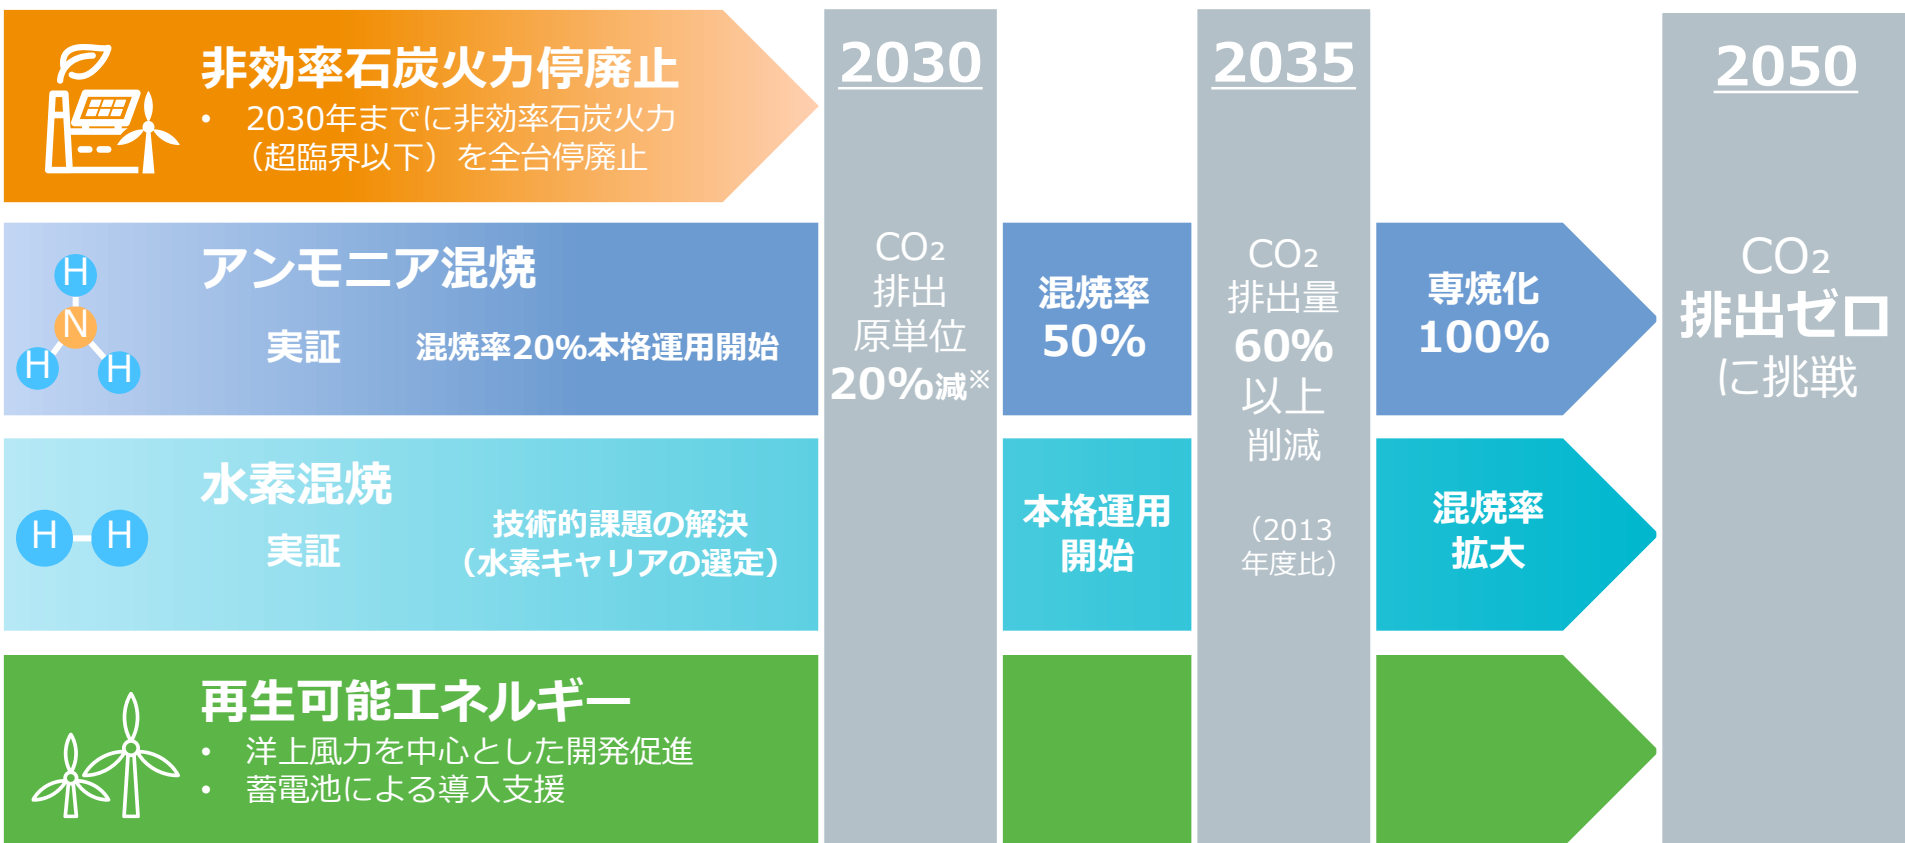 非効率石炭火力停廃止
• 2030年までに非効率石炭火力
（超臨界以下）を全台停廃止
アンモニア混焼
実証
混焼率20%本格運用開始
H
N
H
H
水素混焼
実証
技術的課題の解決
（水素キャリアの選定）
H
H
再生可能エネルギー
• 洋上風力を中心とした開発促進
• 蓄電池による導入支援
2030
CO₂
排出
原単位
20%減※
混焼率
50%
本格運用
開始
2035
CO₂
排出量
60%
以上
削減
（2013
年度比）
専焼化
100%
混焼率
拡大
2050
CO₂
排出ゼロ
に挑戦